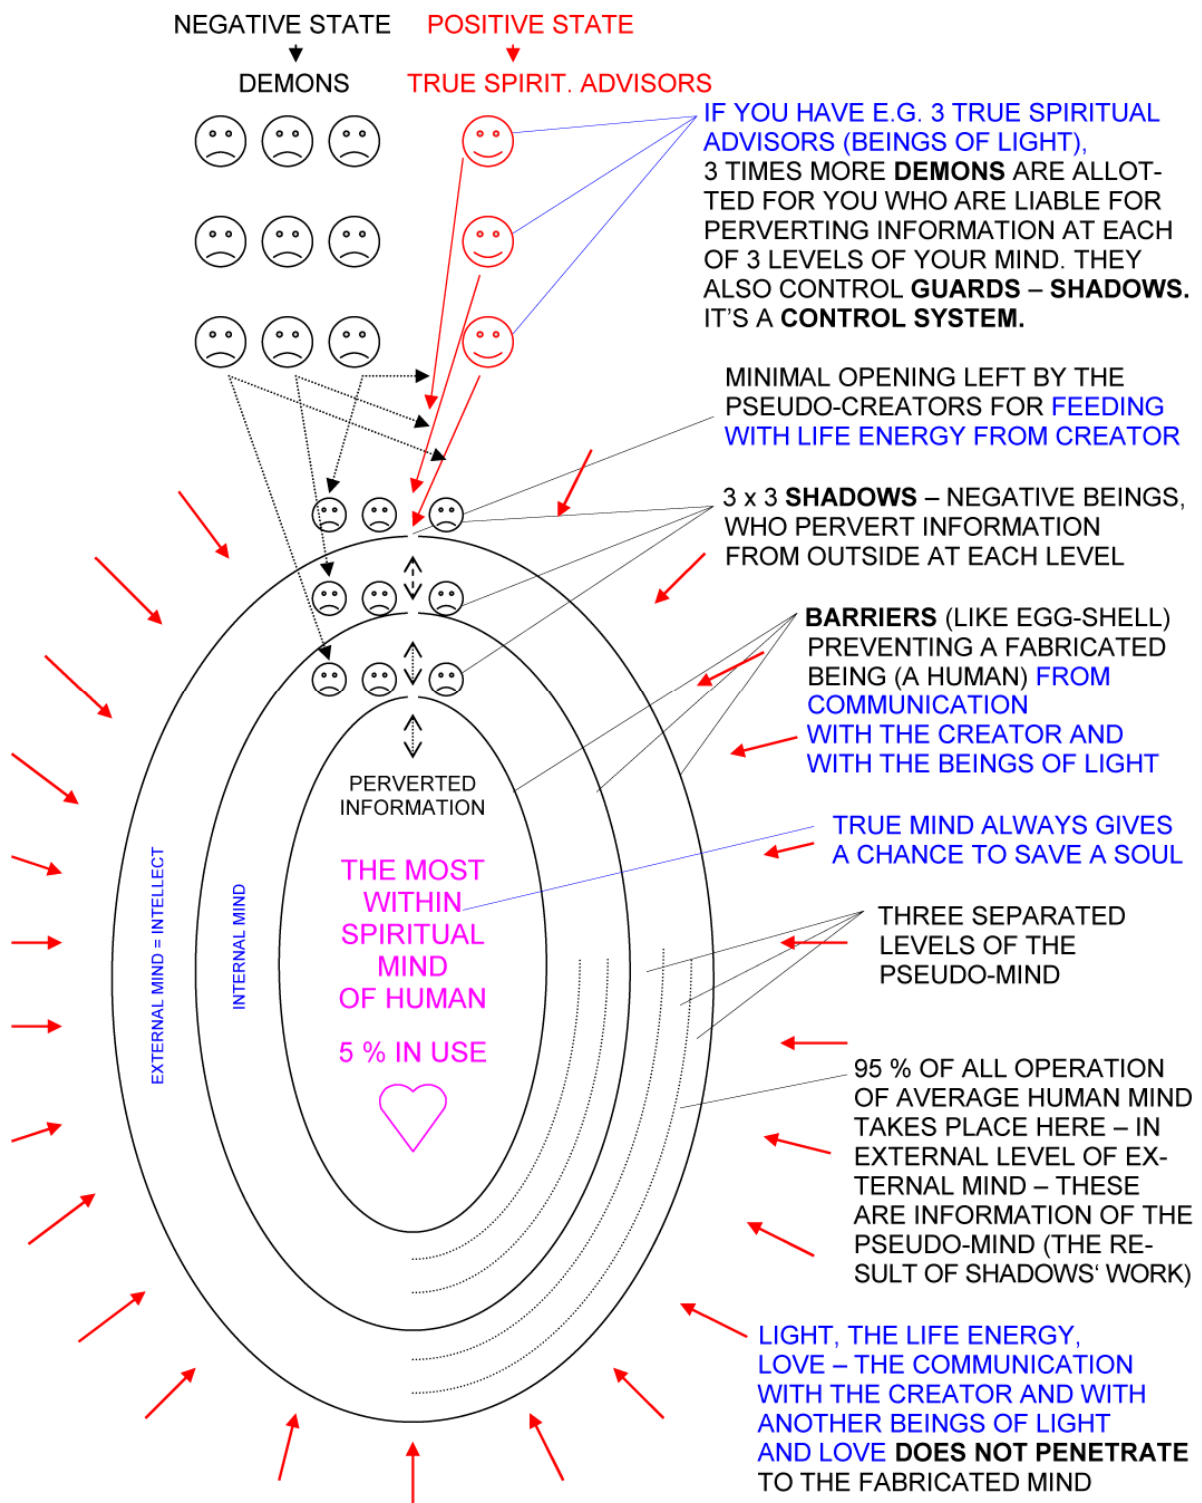 NEGATIVE STATE
POSITIVE STATE
DEMONS
TRUE SPIRIT. ADVISORS
IF YOU HAVE E.G. 3 TRUE SPIRITUAL
ADVISORS (BEINGS OF LIGHT),
3 TIMES MORE DEMONS ARE ALLOT-
TED FOR YOU WHO ARE LIABLE FOR
PERVERTING INFORMATION AT EACH
OF 3 LEVELS OF YOUR MIND. THEY
ALSO CONTROL GUARDS – SHADOWS.
IT'S A CONTROL SYSTEM.
MINIMAL OPENING LEFT BY THE
PSEUDO-CREATORS FOR FEEDING
WITH LIFE ENERGY FROM CREATOR
3 x 3 SHADOWS – NEGATIVE BEINGS,
WHO PERVERT INFORMATION
FROM OUTSIDE AT EACH LEVEL
BARRIERS (LIKE EGG-SHELL)
PREVENTING A FABRICATED
BEING (A HUMAN) FROM
COMMUNICATION
WITH THE CREATOR AND
WITH THE BEINGS OF LIGHT
PERVERTED
INFORMATION
TRUE MIND ALWAYS GIVES
A CHANCE TO SAVE A SOUL
THE MOST
WITHIN
SPIRITUAL
MIND
OF HUMAN
5 % IN USE
EXTERNAL MIND = INTELLECT
INTERNAL MIND
THREE SEPARATED
LEVELS OF THE
PSEUDO-MIND
95 % OF ALL OPERATION
OF AVERAGE HUMAN MIND
TAKES PLACE HERE – IN
EXTERNAL LEVEL OF EX-
TERNAL MIND – THESE
ARE INFORMATION OF THE
PSEUDO-MIND (THE RE-
SULT OF SHADOWS‘ WORK)
LIGHT, THE LIFE ENERGY,
LOVE – THE COMMUNICATION
WITH THE CREATOR AND WITH
ANOTHER BEINGS OF LIGHT
AND LOVE DOES NOT PENETRATE
TO THE FABRICATED MIND